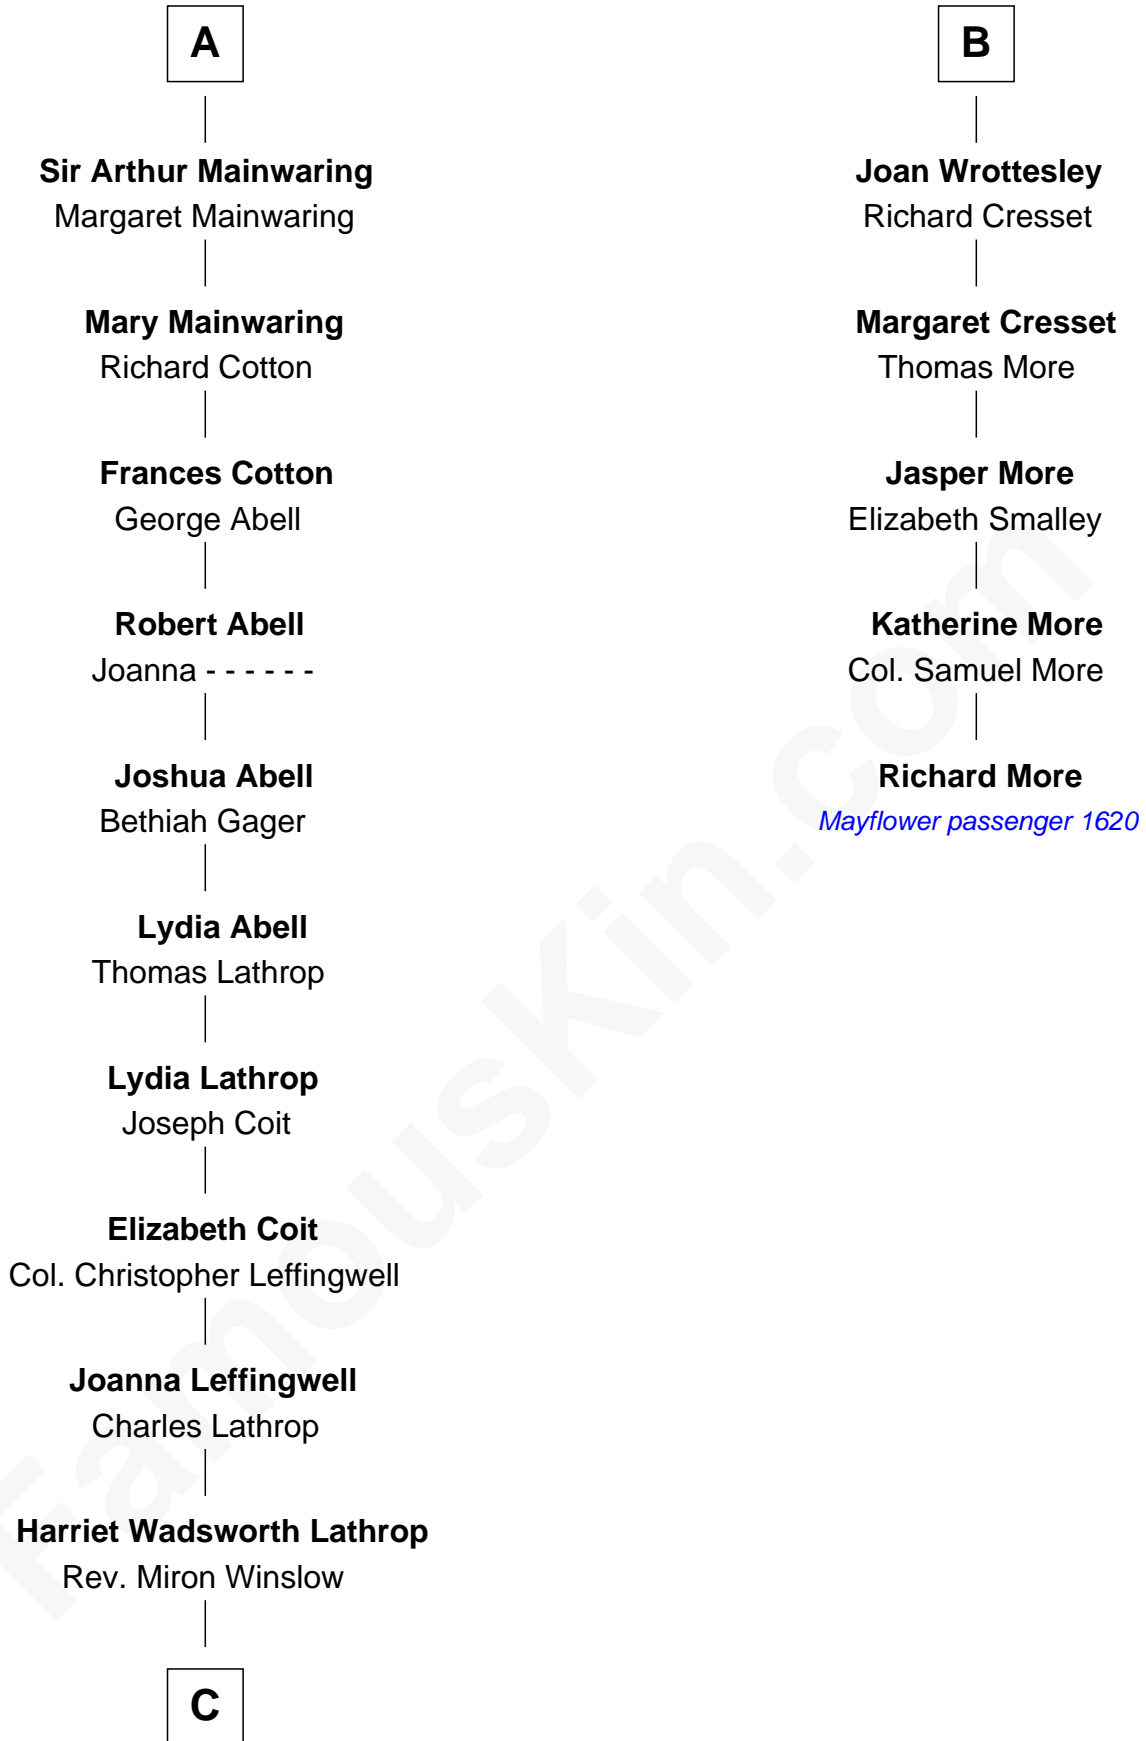 A
Sir Arthur Mainwaring
Margaret Mainwaring
Mary Mainwaring
Richard Cotton
Frances Cotton
George Abell
Robert Abell
Joanna - - - - - -
Joshua Abell
Bethiah Gager
Lydia Abell
Thomas Lathrop
Lydia Lathrop
Joseph Coit
Elizabeth Coit
Col. Christopher Leffingwell
Joanna Leffingwell
Charles Lathrop
Harriet Wadsworth Lathrop
Rev. Miron Winslow
C
B
Joan Wrottesley
Richard Cresset
Margaret Cresset
Thomas More
Jasper More
Elizabeth Smalley
Katherine More
Col. Samuel More
Richard More
Mayflower passenger 1620
FamousKin.com